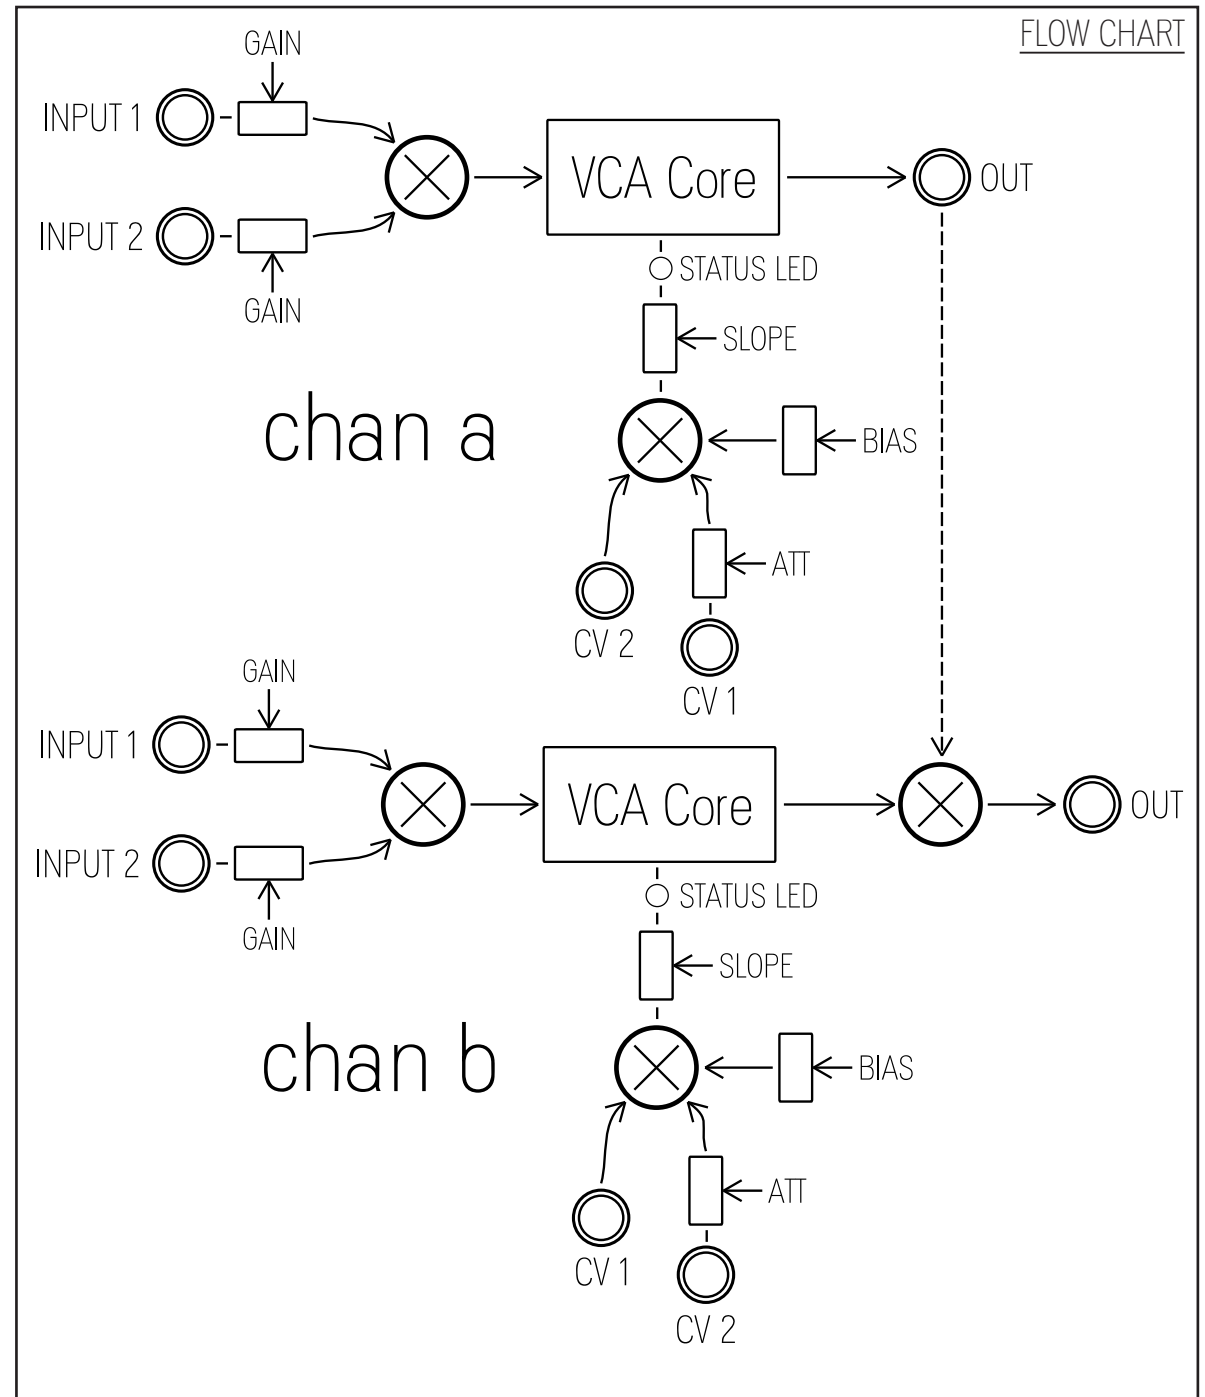 FLOW CHART
GAIN
INPUT 1
VCA Core
OUT
INPUT 2
STATUS LED
GAIN
SLOPE
chan a
BIAS
ATT
CV 2
CV 1
GAIN
INPUT 1
VCA Core
OUT
INPUT 2
STATUS LED
GAIN
SLOPE
chan b
BIAS
ATT
CV 1
CV 2